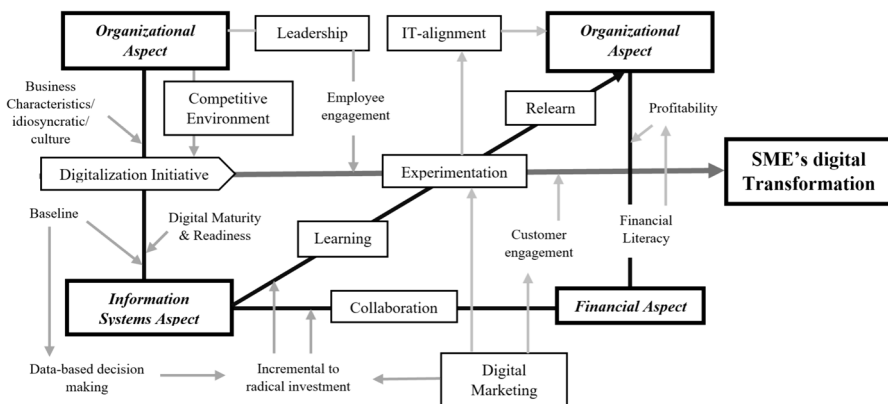 Organizational
Aspect
Leadership
IT-alignment
Organizational
Aspect
Business
Characteristics/
idiosyncratic/
culture
Competitive
Environment
Employee
engagement
Relearn
Profitability
Digitalization Initiative
Experimentation
SME's digital
Transformation
Baseline
Digital Maturity
& Readiness
Learning
Customer
engagement
Financial
Literacy
Information
Systems Aspect
Collaboration
Financial Aspect
Data-based decision
making
Incremental to
radical investment
Digital
Marketing